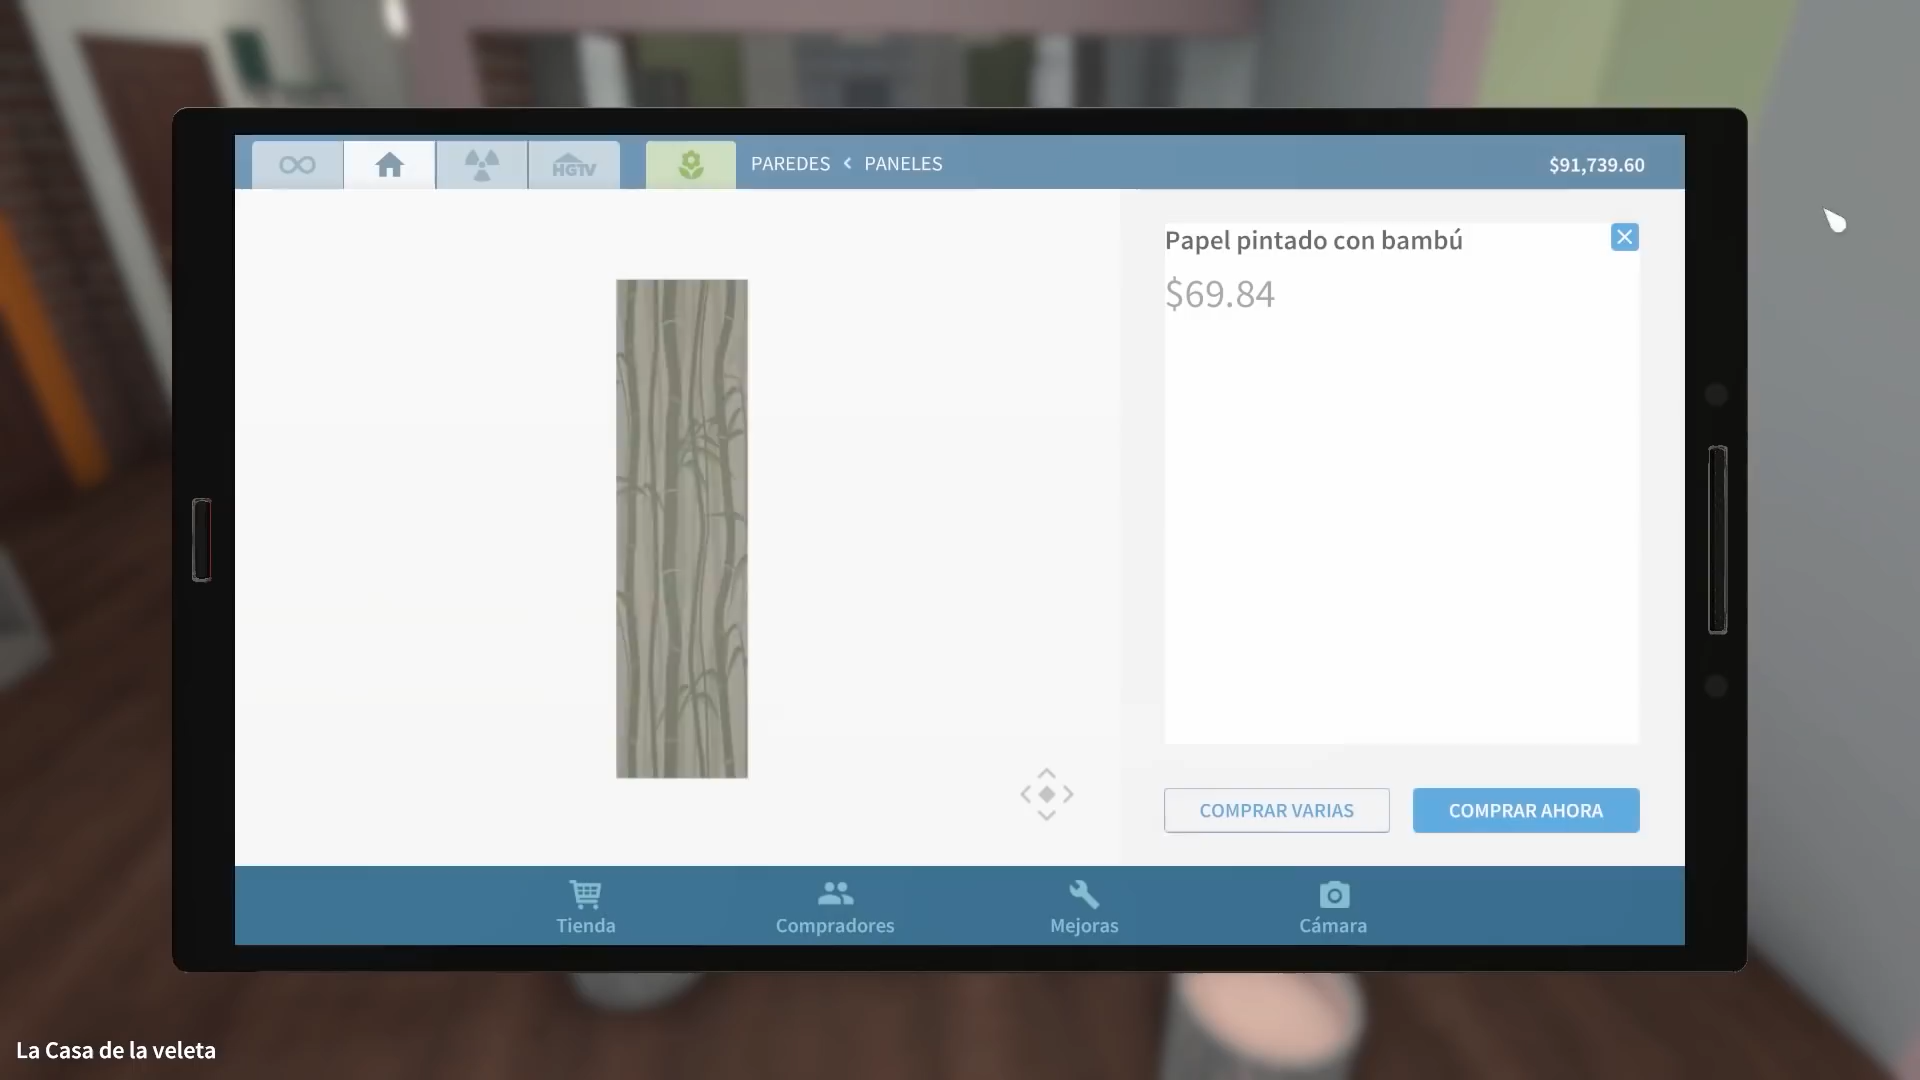 HGTV
PAREDES < PANELES
$91,739.60
Papel pintado con bambú
$69.84
COMPRAR VARIAS
COMPRAR AHORA
Tienda
Compradores
Mejoras
Cámara
La Casa de la veleta